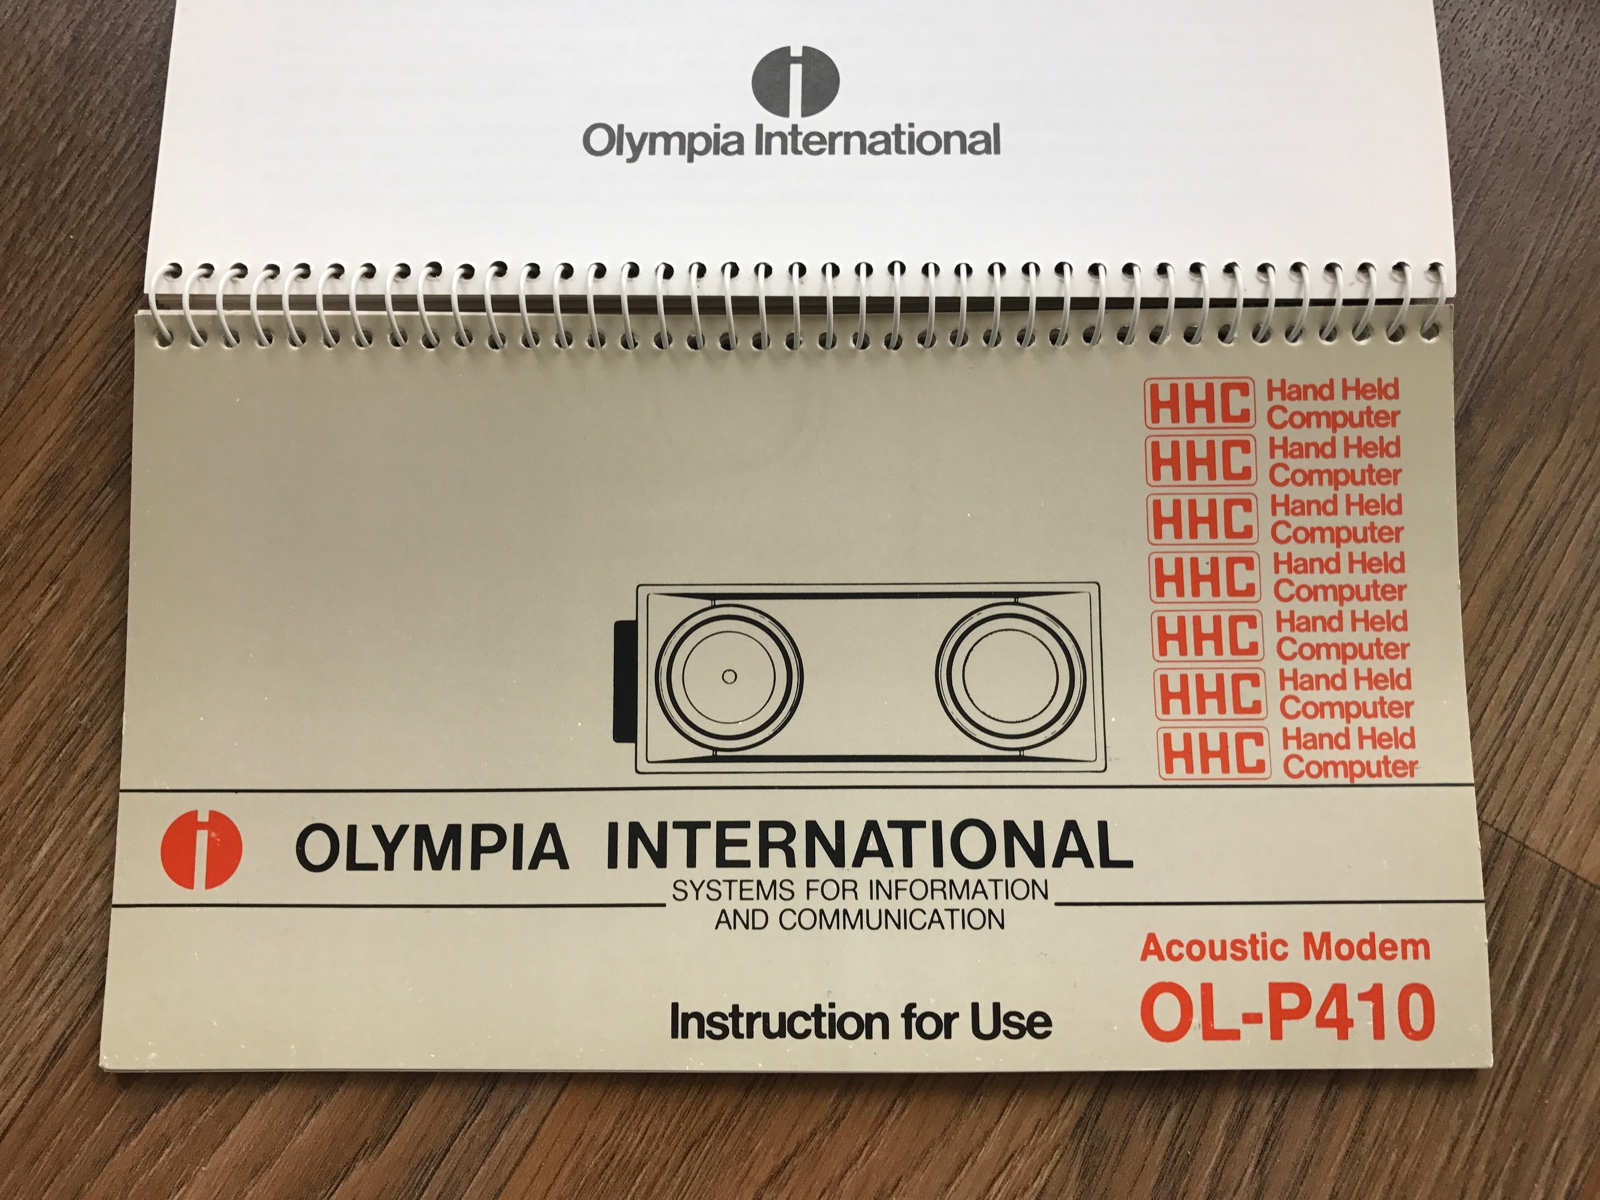 Olympia International
HHC Hand Held
Computer
HHC Hand Held
Computer
HHC Hand Held
Computer
HHC Hand Held
Computer
HHC Hand Held
Computer
HHC Hand Held
Computer
HHC Hand Held
Computer
OLYMPIA INTERNATIONAL
SYSTEMS FOR INFORMATION
AND COMMUNICATION
Acoustic Modem
Instruction for Use
OL-P410